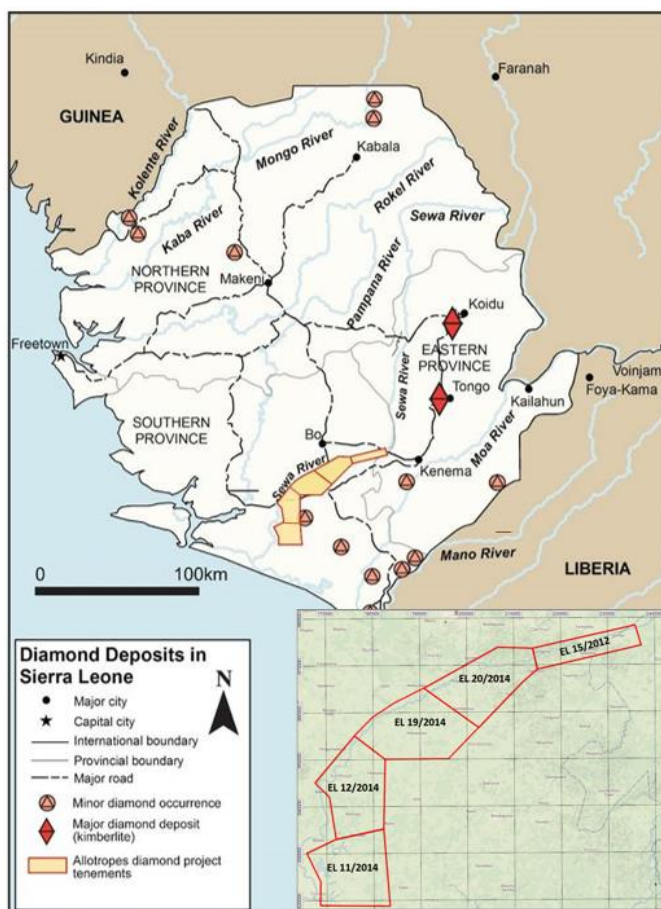 Kindia
Faranah
GUINEA
Kolente River
Mongo River
Kabala
Rokel River
Kaba River
Sewa River
NORTHERN
PROVINCE
Makeni
Pampana River
Koidu
Freetown
EASTERN
PROVINCE
Voinjama
Foya-Kama
Sewa River
Tongo
Kailahun
SOUTHERN
PROVINCE
Bo
Moa River
Sewa River
Kenema
Mano River
0 100km
LIBERIA
Diamond Deposits in
Sierra Leone
N
Major city
Capital city
International boundary
Provincial boundary
Major road
Minor diamond occurrence
Major diamond deposit
(kimberlite)
Allotropes diamond project
tenements
EL 15/2012
EL 20/2014
EL 19/2014
EL 12/2014
EL 11/2014